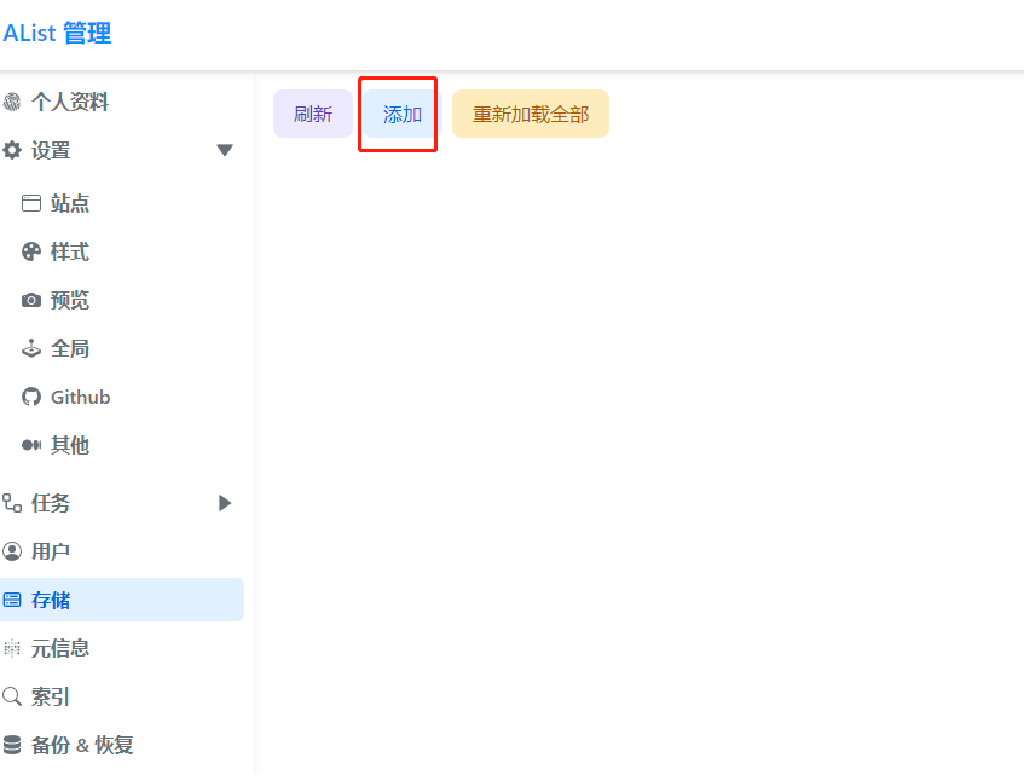 AList 管理
个人资料
设置
站点
样式
预览
全局
Github
其他
任务
用户
存储
元信息
索引
备份 & 恢复
刷新 添加 重新加载全部